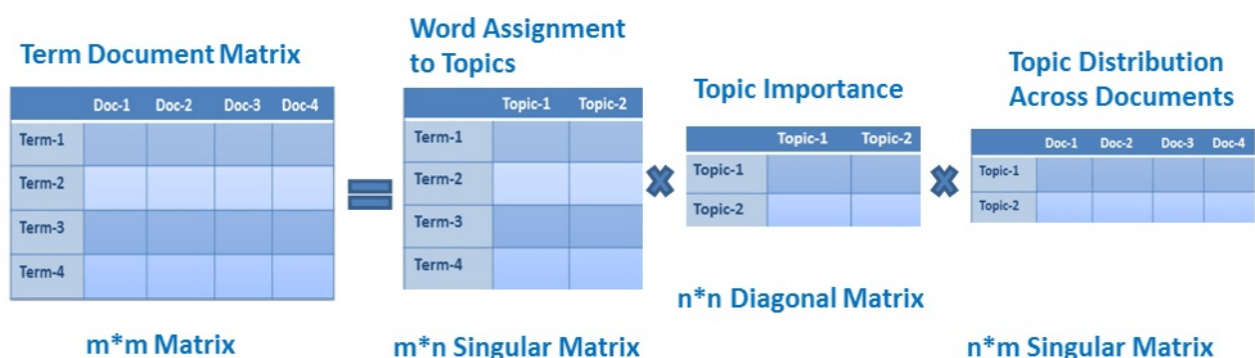 Term Document Matrix
Doc-1 Doc-2 Doc-3 Doc-4
Term-1
Term-2
Term-3
Term-4
m*m Matrix
Word Assignment
to Topics
Topic-1 Topic-2
Term-1
Term-2
Term-3
Term-4
m*n Singular Matrix
Topic Importance
Topic-1 Topic-2
Topic-1
Topic-2
n*n Diagonal Matrix
Topic Distribution
Across Documents
Doc-1 Doc-2 Doc-3 Doc-4
Topic-1
Topic-2
n*m Singular Matrix